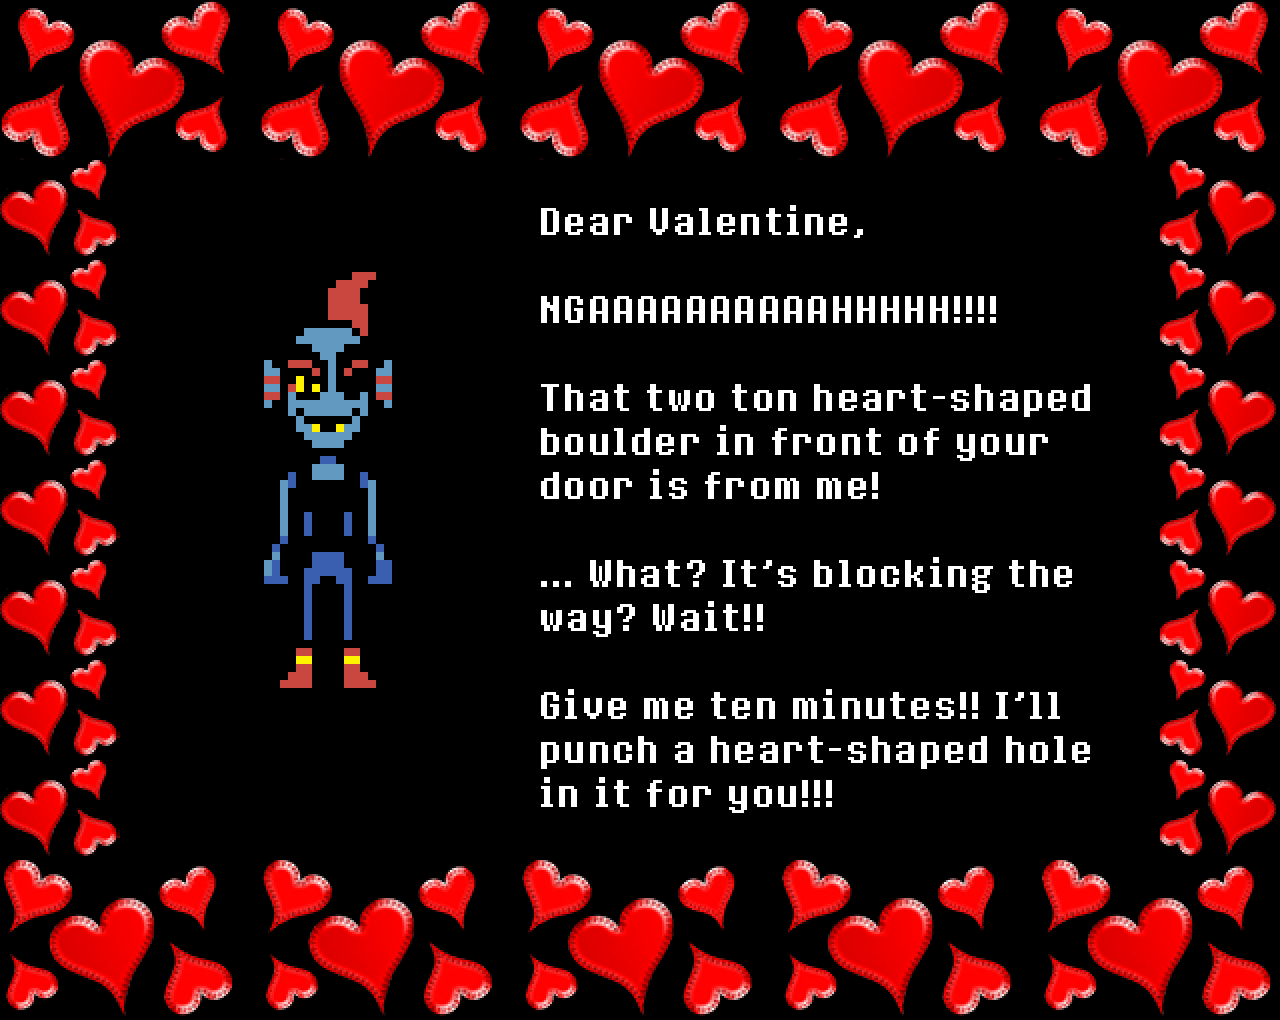 Dear Valentine,
NGAAAAAAAAAAAHHHHH!!!!
That two ton heart-shaped
boulder in front of your
door is from me!
... What? It's blocking the
way? Wait!!
Give me ten minutes!! I'll
punch a heart-shaped hole
in it for you!!!